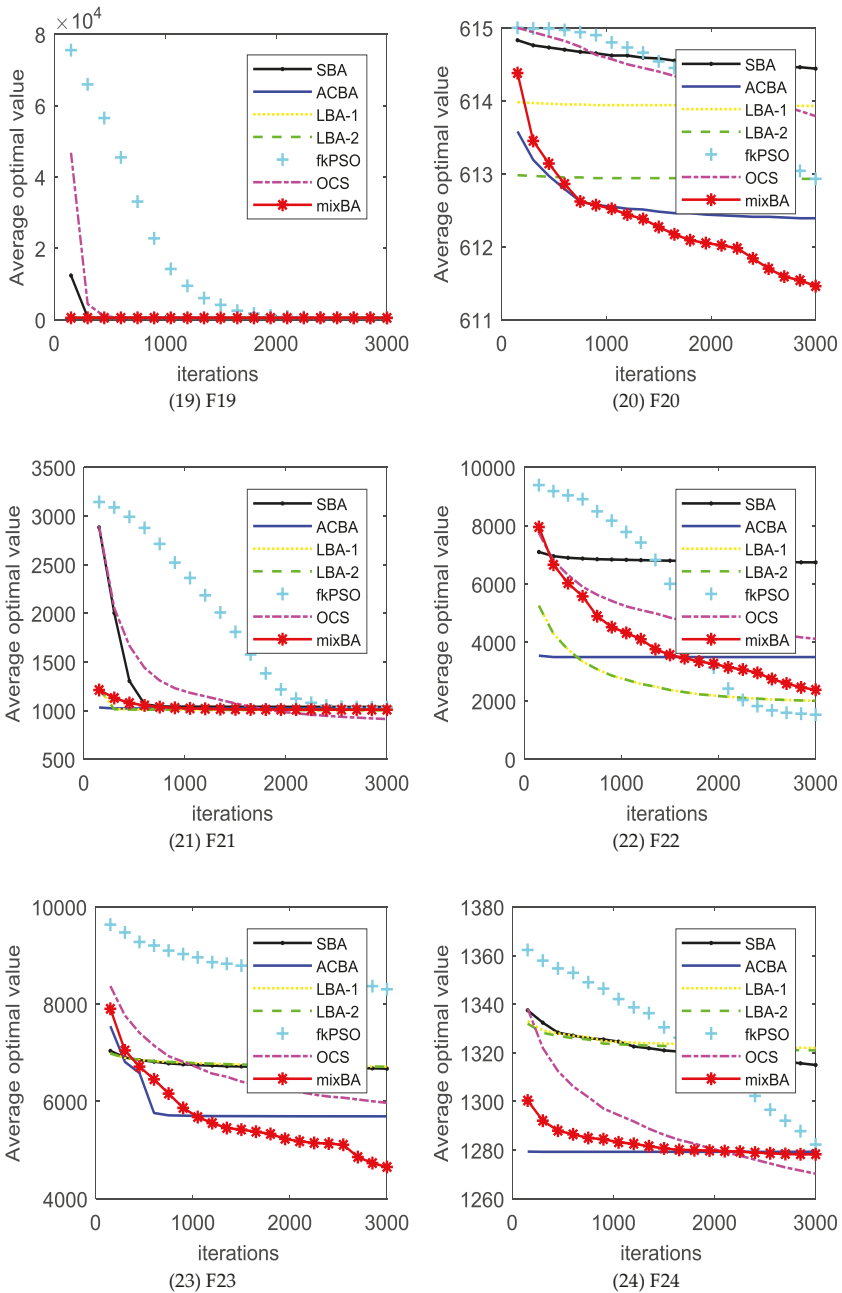 ×10⁴
8
6
4
2
0
Average optimal value
SBA
ACBA
LBA-1
LBA-2
fkPSO
OCS
mixBA
0 1000 2000 3000
iterations
(19) F19
615
614
613
612
611
Average optimal value
SBA
ACBA
LBA-1
LBA-2
fkPSO
OCS
mixBA
0 1000 2000 3000
iterations
(20) F20
3500
3000
2500
2000
1500
1000
500
Average optimal value
SBA
ACBA
LBA-1
LBA-2
fkPSO
OCS
mixBA
0 1000 2000 3000
iterations
(21) F21
10000
8000
6000
4000
2000
0
Average optimal value
SBA
ACBA
LBA-1
LBA-2
fkPSO
OCS
mixBA
0 1000 2000 3000
iterations
(22) F22
10000
8000
6000
4000
Average optimal value
SBA
ACBA
LBA-1
LBA-2
fkPSO
OCS
mixBA
0 1000 2000 3000
iterations
(23) F23
1380
1360
1340
1320
1300
1280
1260
Average optimal value
SBA
ACBA
LBA-1
LBA-2
fkPSO
OCS
mixBA
0 1000 2000 3000
iterations
(24) F24